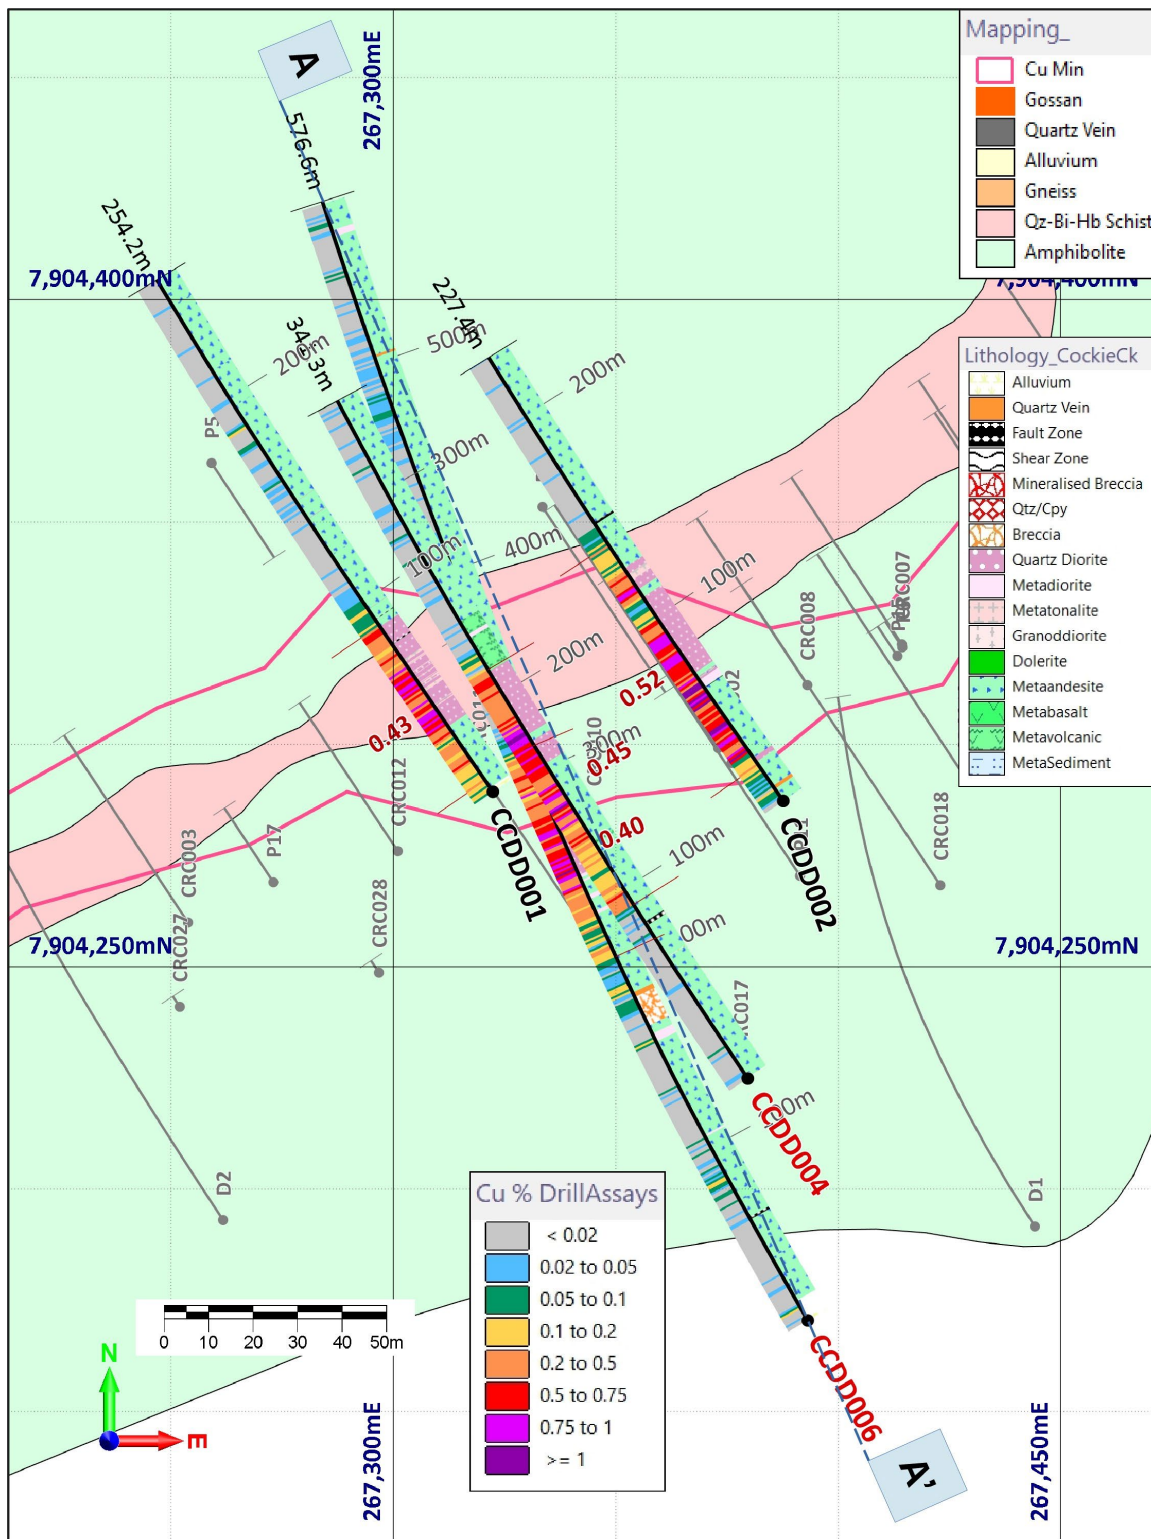 A
267,300mE
Mapping_
Cu Min
Gossan
Quartz Vein
Alluvium
Gneiss
Qz-Bi-Hb Schist
Amphibolite
576.6m
254.2m
7,904,400mN
7,904,400mN
227.4m
500m
200m
200m
300m
P5
Lithology_CockieCk
Alluvium
Quartz Vein
Fault Zone
Shear Zone
Mineralised Breccia
Qtz/Cpy
Breccia
Quartz Diorite
Metadiorite
Metatonalite
Granoddiorite
Dolerite
Metaandesite
Metabasalt
Metavolcanic
MetaSediment
100m
400m
100m
CRC008
200m
0.52
0.43
0.45
300m
0.40
CRC012
CCDD001
CCDD002
100m
CRC018
CRC003
P17
CRC028
CRC027
7,904,250mN
7,904,250mN
CCDD004
D2
D1
Cu % DrillAssays
< 0.02
0.02 to 0.05
0.05 to 0.1
0.1 to 0.2
0.2 to 0.5
0.5 to 0.75
0.75 to 1
>= 1
0 10 20 30 40 50m
N
E
CCDD006
267,300mE
267,450mE
A'